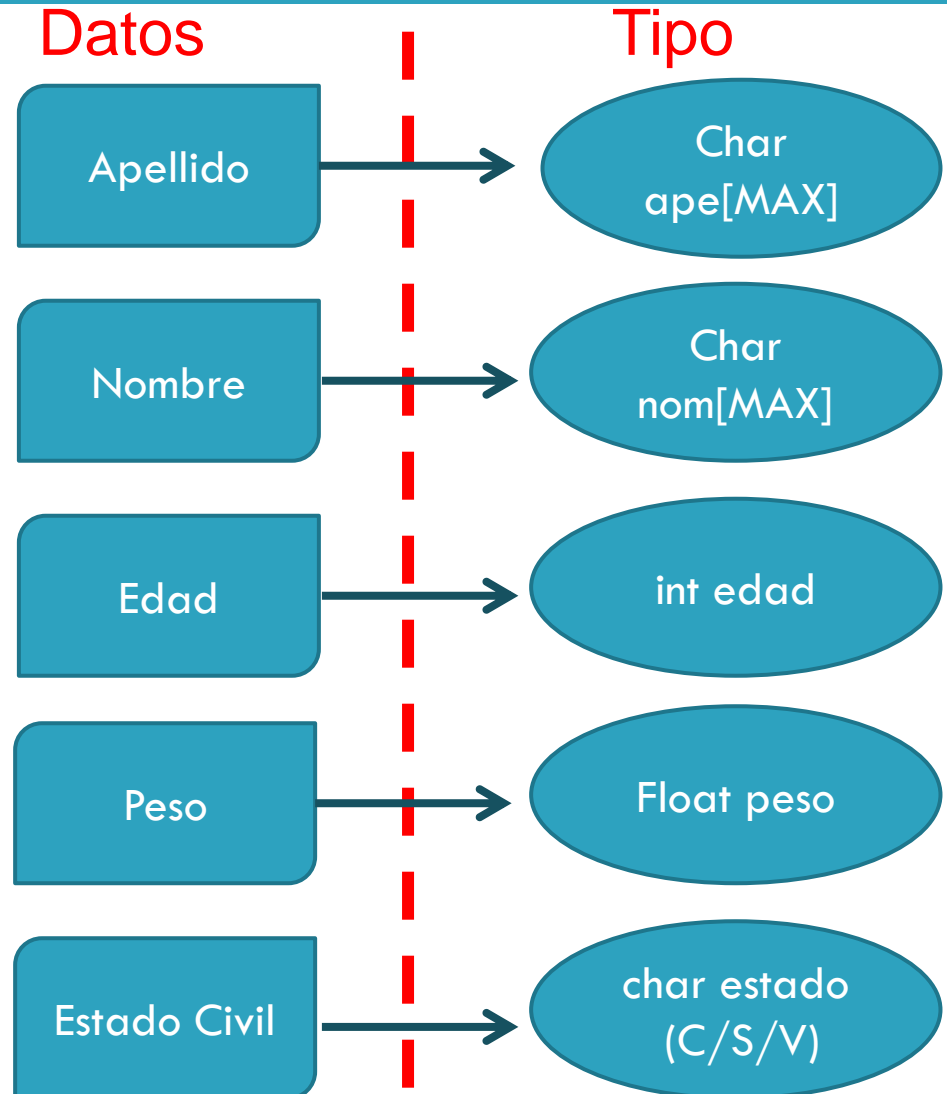 Datos
Tipo
Apellido
Char
ape[MAX]
Nombre
Char
nom[MAX]
Edad
int edad
Peso
Float peso
Estado Civil
char estado
(C/S/V)